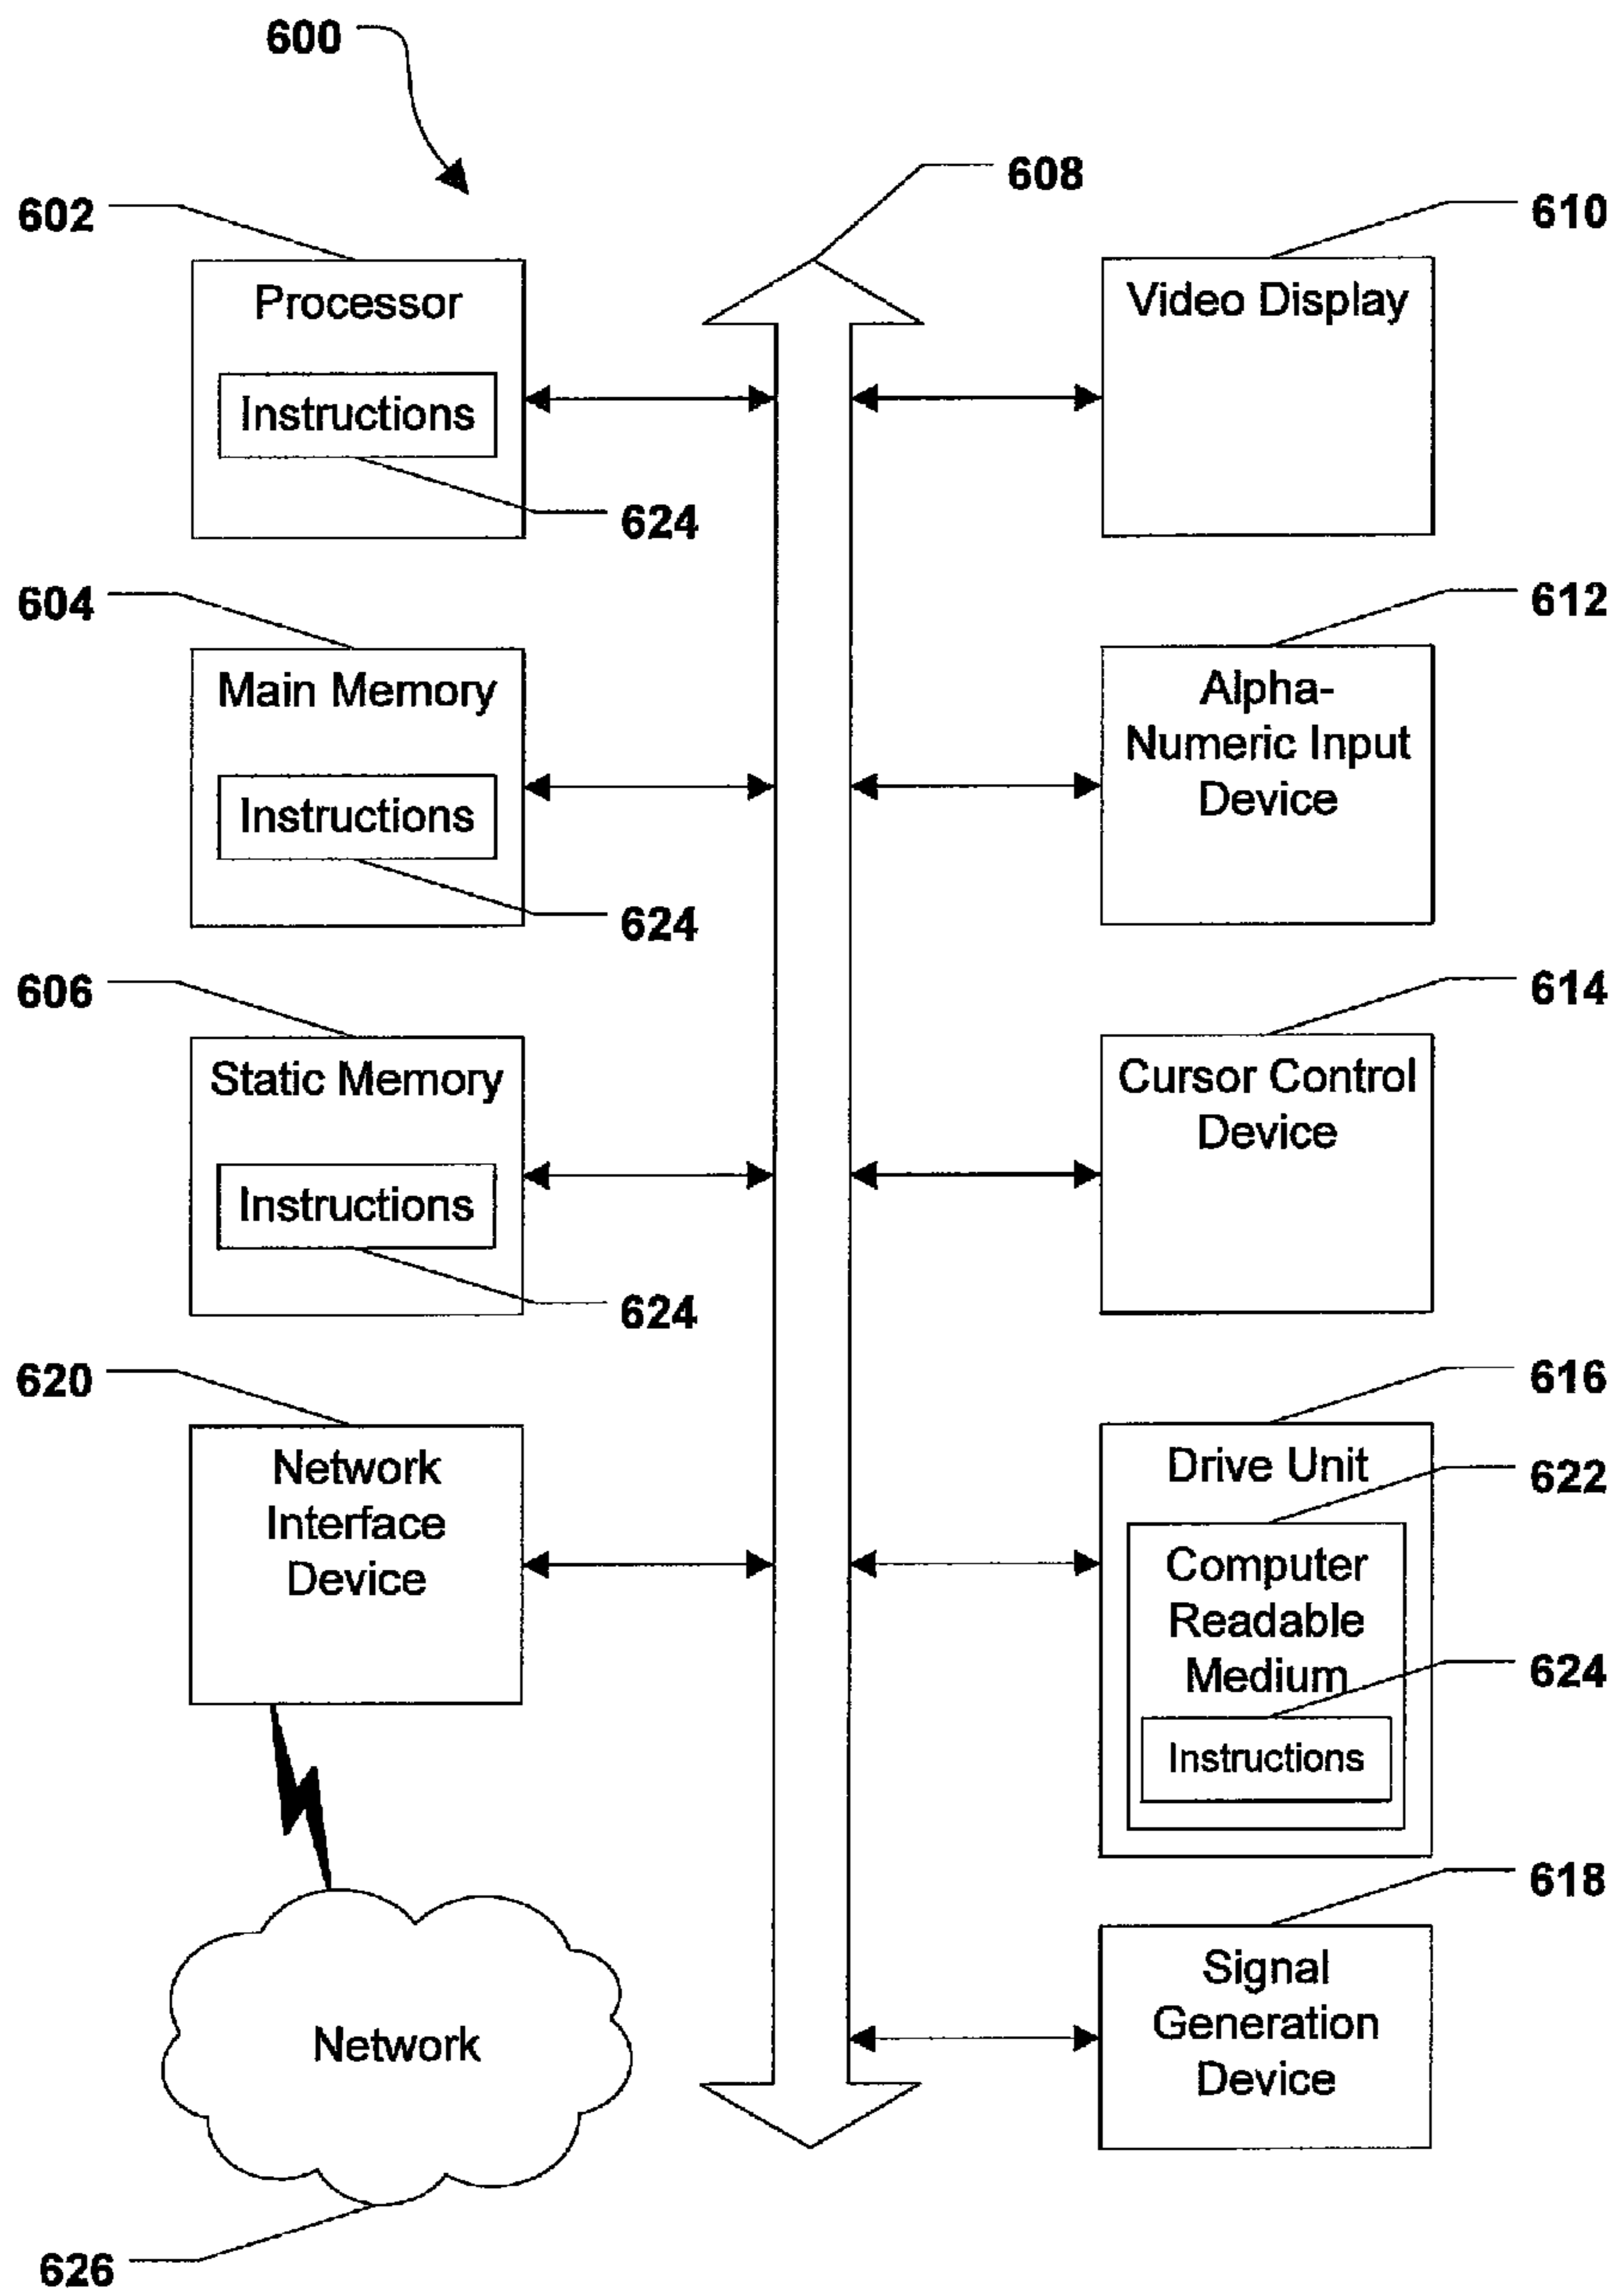 600
608
602
610
Processor
Video Display
Instructions
624
604
612
Main Memory
Alpha-
Numeric Input
Device
Instructions
624
606
614
Static Memory
Cursor Control
Device
Instructions
624
620
616
Network
Interface
Device
Drive Unit
622
Computer
Readable
Medium
624
Instructions
618
Signal
Generation
Device
Network
626